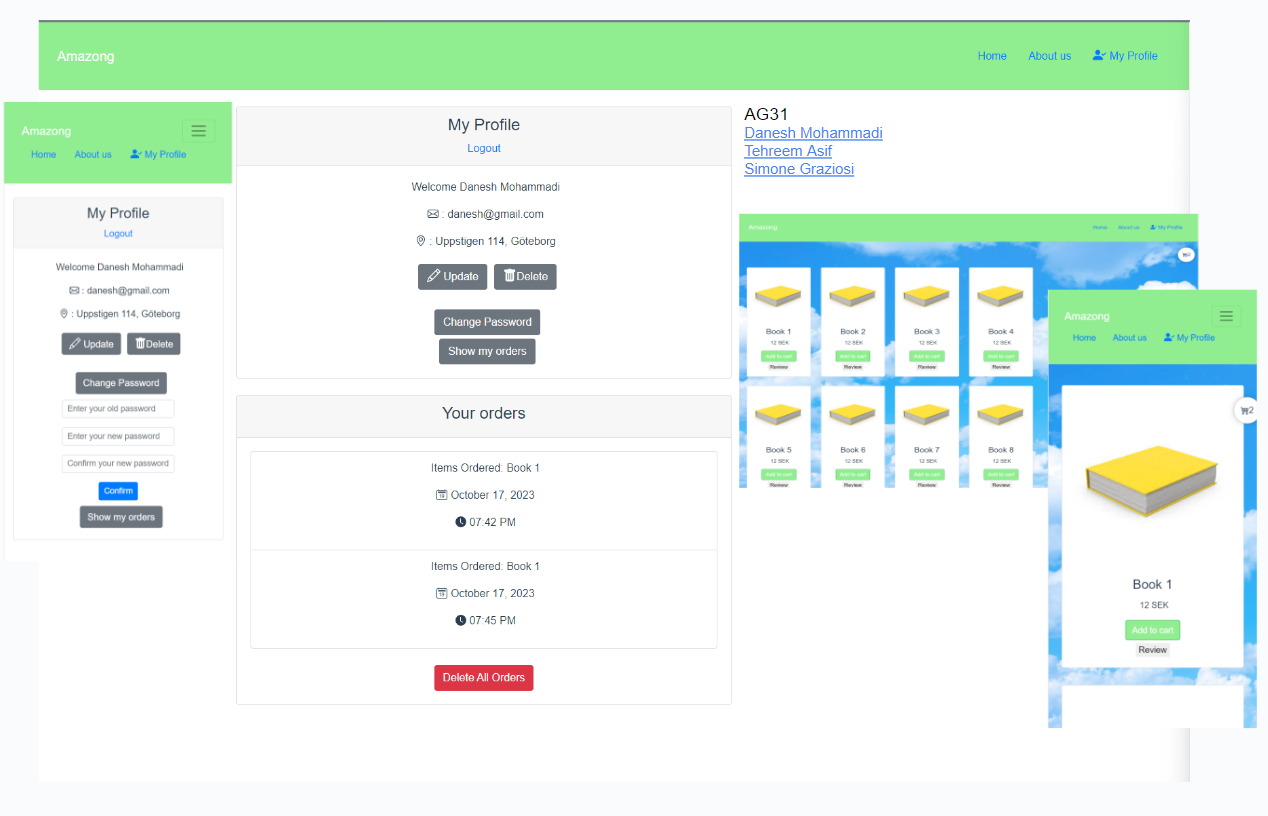 Amazong
Home About us My Profile
Amazong
Home About us My Profile
My Profile
Logout
Welcome Danesh Mohammadi
: danesh@gmail.com
: Uppstigen 114, Göteborg
Update Delete
Change Password
Enter your old password
Enter your new password
Confirm your new password
Confirm
Show my orders
My Profile
Logout
Welcome Danesh Mohammadi
: danesh@gmail.com
: Uppstigen 114, Göteborg
Update Delete
Change Password
Show my orders
Your orders
Items Ordered: Book 1
October 17, 2023
07:42 PM
Items Ordered: Book 1
October 17, 2023
07:45 PM
Delete All Orders
AG31
Danesh Mohammadi
Tehreem Asif
Simone Graziosi
Amazong
Home About us My Profile
Book 1 Book 2 Book 3 Book 4
12 SEK 12 SEK 12 SEK 12 SEK
Add to cart Add to cart Add to cart Add to cart
Review Review Review Review
Book 5 Book 6 Book 7 Book 8
12 SEK 12 SEK 12 SEK 12 SEK
Add to cart Add to cart Add to cart Add to cart
Review Review Review Review
Amazong
Home About us My Profile
2
Book 1
12 SEK
Add to cart
Review